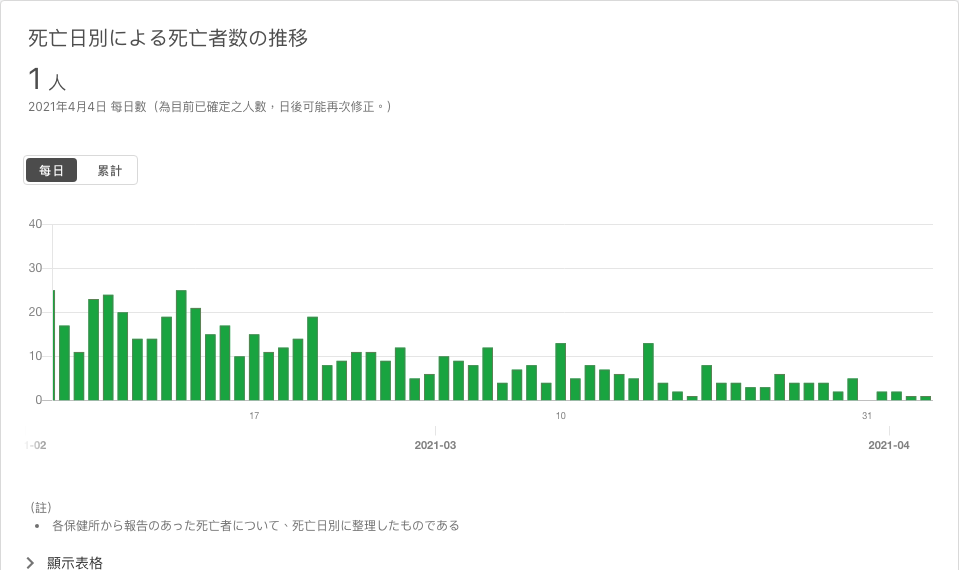 死亡日別による死亡者数の推移
1 人
2021年4月4日 每日數（為目前已確定之人數，日後可能再次修正。）
每日 累計
40
30
20
10
0
17 10 31
1-02 2021-03 2021-04
（註）
• 各保健所から報告のあった死亡者について、死亡日別に整理したものである
顯示表格